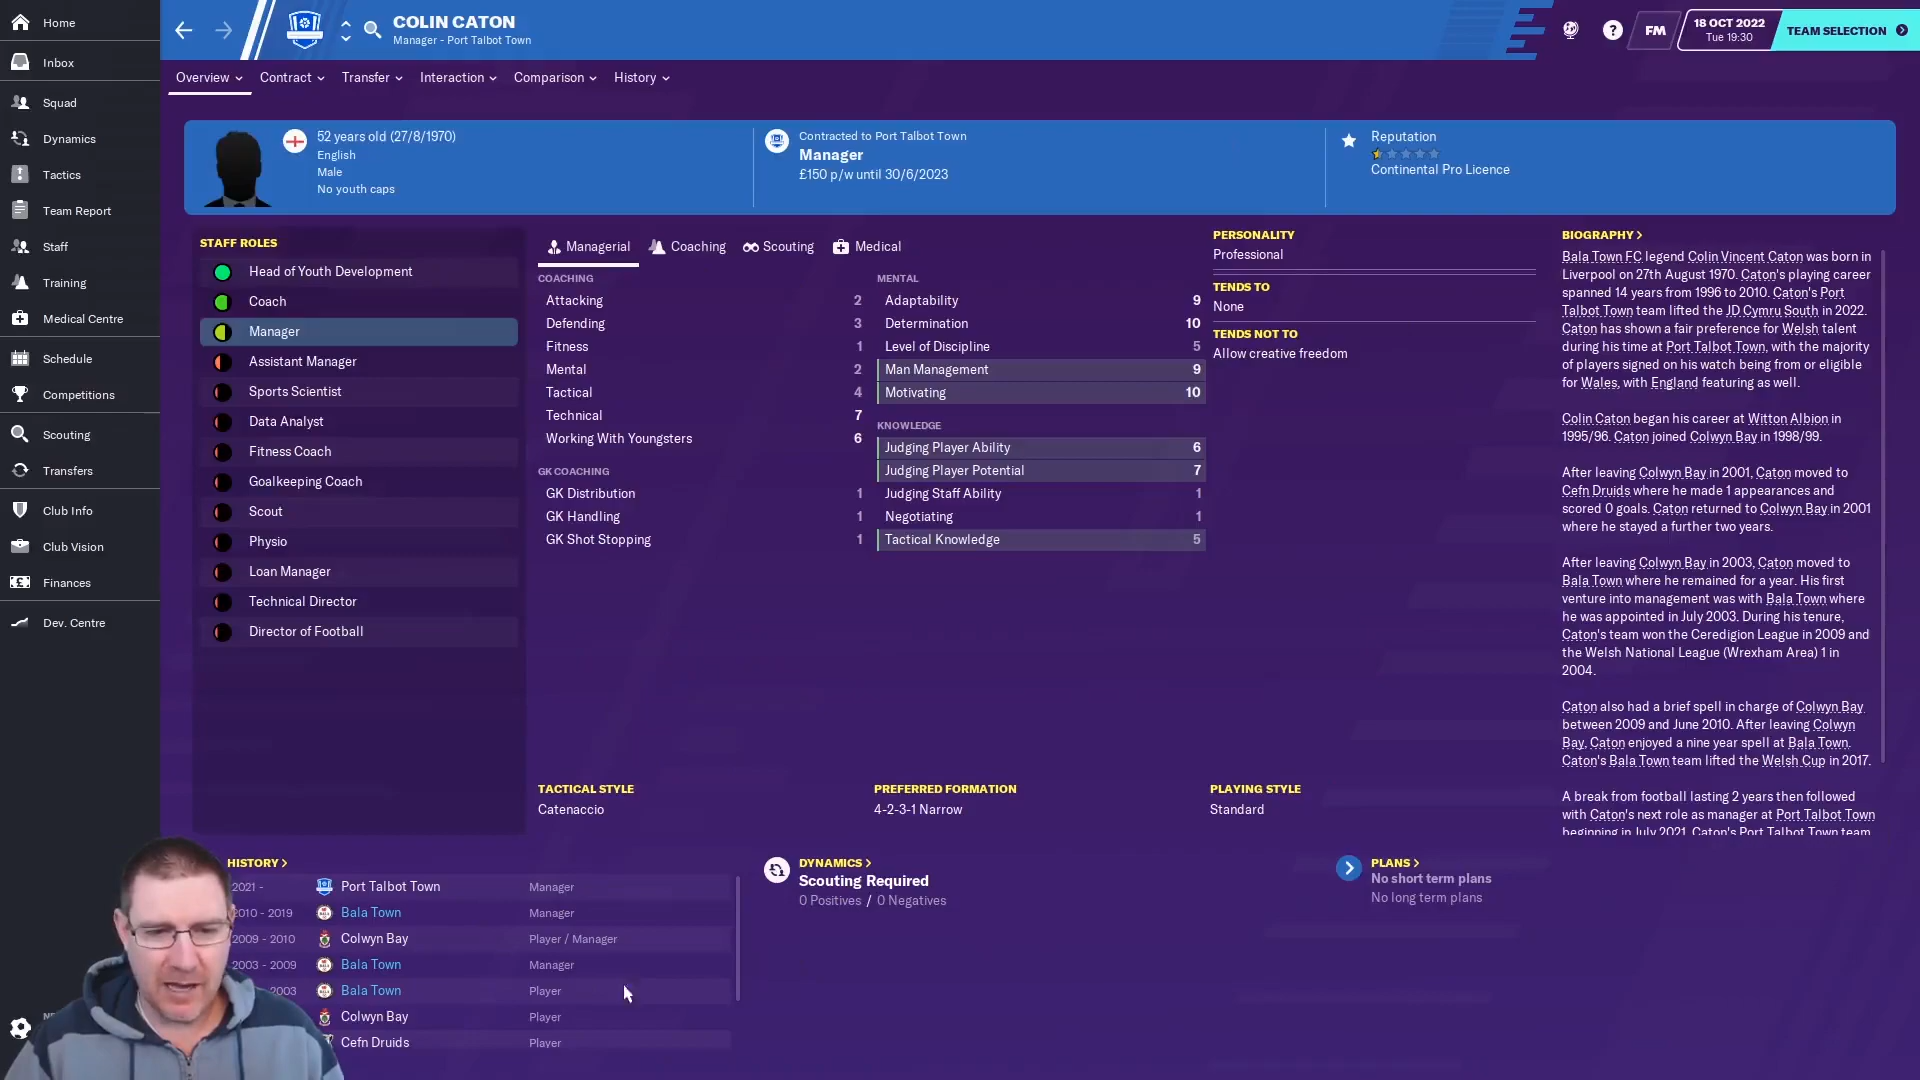 Home
Inbox
Squad
Dynamics
Tactics
Team Report
Staff
Training
Medical Centre
Schedule
Competitions
Scouting
Transfers
Club Info
Club Vision
Finances
Dev. Centre
COLIN CATON
Manager - Port Talbot Town
?
FM
18 OCT 2022
Tue 19:30
TEAM SELECTION
Overview
Contract
Transfer
Interaction
Comparison
History
52 years old (27/8/1970)
English
Male
No youth caps
Contracted to Port Talbot Town
Manager
£150 p/w until 30/6/2023
Reputation
Continental Pro Licence
STAFF ROLES
Head of Youth Development
Coach
Manager
Assistant Manager
Sports Scientist
Data Analyst
Fitness Coach
Goalkeeping Coach
Scout
Physio
Loan Manager
Technical Director
Director of Football
Managerial
Coaching
Scouting
Medical
COACHING
Attacking 2
Defending 3
Fitness 1
Mental 2
Tactical 4
Technical 7
Working With Youngsters 6
GK COACHING
GK Distribution 1
GK Handling 1
GK Shot Stopping 1
MENTAL
Adaptability 9
Determination 10
Level of Discipline 5
Man Management 9
Motivating 10
KNOWLEDGE
Judging Player Ability 6
Judging Player Potential 7
Judging Staff Ability 1
Negotiating 1
Tactical Knowledge 5
PERSONALITY
Professional
TENDS TO
None
TENDS NOT TO
Allow creative freedom
BIOGRAPHY >
Bala Town FC legend Colin Vincent Caton was born in
Liverpool on 27th August 1970. Caton's playing career
spanned 14 years from 1996 to 2010. Caton's Port
Talbot Town team lifted the JD Cymru South in 2022.
Caton has shown a fair preference for Welsh talent
during his time at Port Talbot Town, with the majority
of players signed on his watch being from or eligible
for Wales, with England featuring as well.
Colin Caton began his career at Witton Albion in
1995/96. Caton joined Colwyn Bay in 1998/99.
After leaving Colwyn Bay in 2001, Caton moved to
Cefn Druids where he made 1 appearances and
scored 0 goals. Caton returned to Colwyn Bay in 2001
where he stayed a further two years.
After leaving Colwyn Bay in 2003, Caton moved to
Bala Town where he remained for a year. His first
venture into management was with Bala Town where
he was appointed in July 2003. During his tenure,
Caton's team won the Ceredigion League in 2009 and
the Welsh National League (Wrexham Area) 1 in
2004.
Caton also had a brief spell in charge of Colwyn Bay
between 2009 and June 2010. After leaving Colwyn
Bay, Caton enjoyed a nine year spell at Bala Town.
Caton's Bala Town team lifted the Welsh Cup in 2017.
A break from football lasting 2 years then followed
with Caton's next role as manager at Port Talbot Town
beginning in July 2021. Caton's Port Talbot Town team
TACTICAL STYLE
Catenaccio
PREFERRED FORMATION
4-2-3-1 Narrow
PLAYING STYLE
Standard
HISTORY >
2021 - Port Talbot Town Manager
2010 - 2019 Bala Town Manager
2009 - 2010 Colwyn Bay Player / Manager
2003 - 2009 Bala Town Manager
2003 Bala Town Player
Colwyn Bay Player
Cefn Druids Player
DYNAMICS >
Scouting Required
0 Positives / 0 Negatives
PLANS >
No short term plans
No long term plans